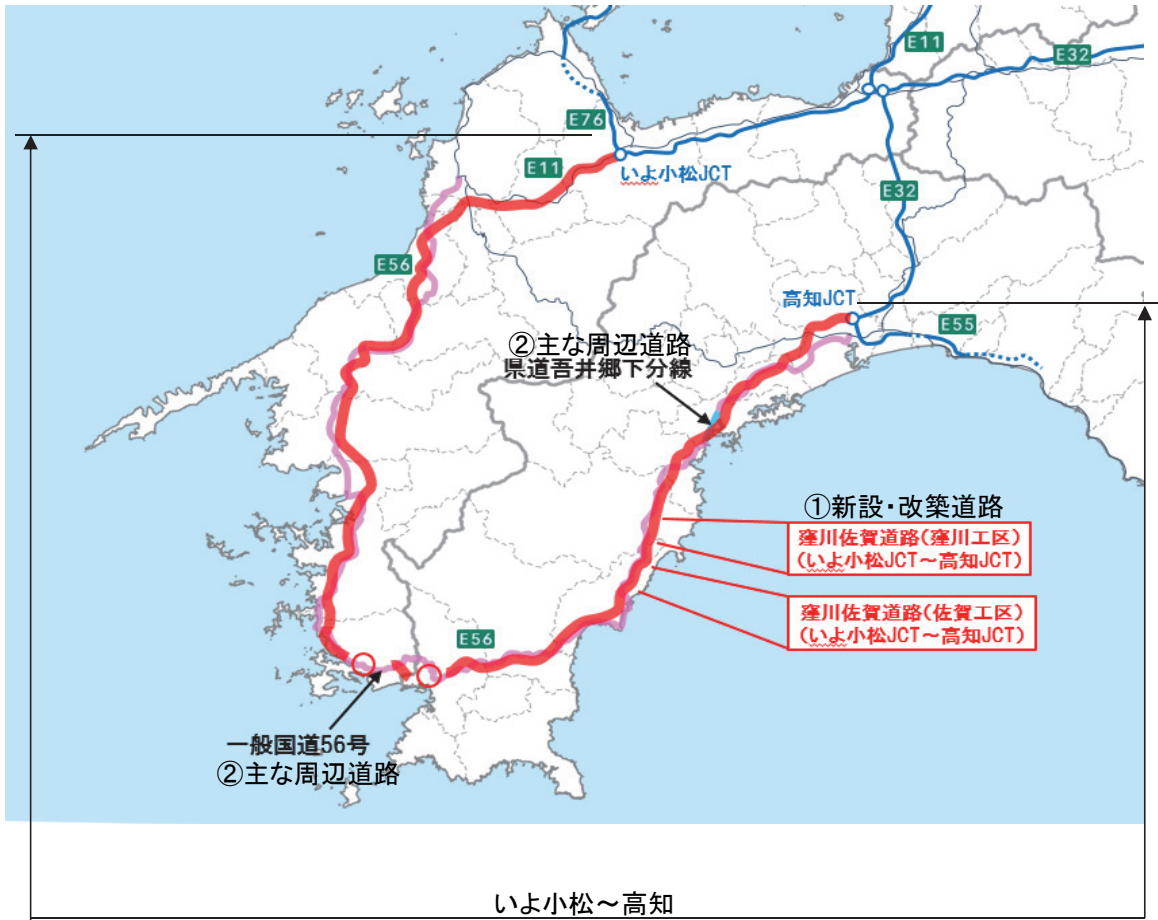 E11
E32
E76
E11
いよ小松JCT
E32
E56
高知JCT
E55
②主な周辺道路
県道吾井郷下分線
①新設・改築道路
窪川佐賀道路(窪川工区)
(いよ小松JCT～高知JCT)
窪川佐賀道路(佐賀工区)
(いよ小松JCT～高知JCT)
E56
一般国道56号
②主な周辺道路
いよ小松～高知